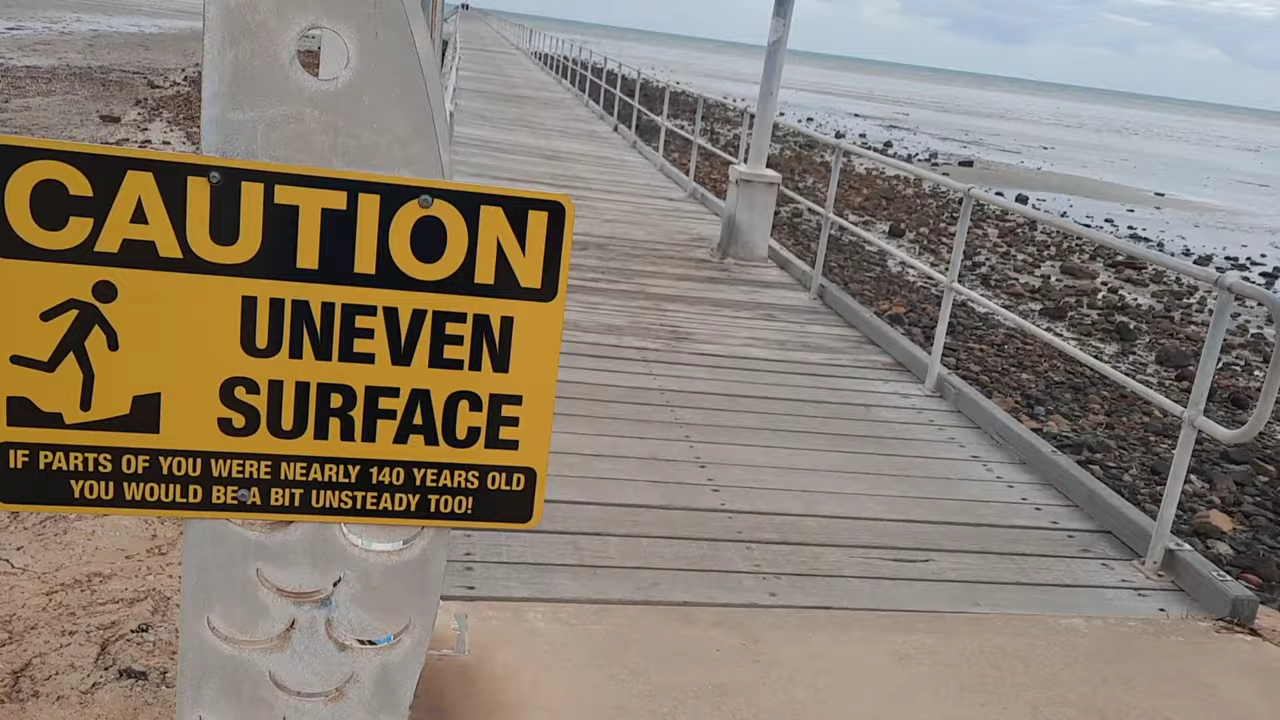 CAUTION
UNEVEN
SURFACE
IF PARTS OF YOU WERE NEARLY 140 YEARS OLD
YOU WOULD BE A BIT UNSTEADY TOO!